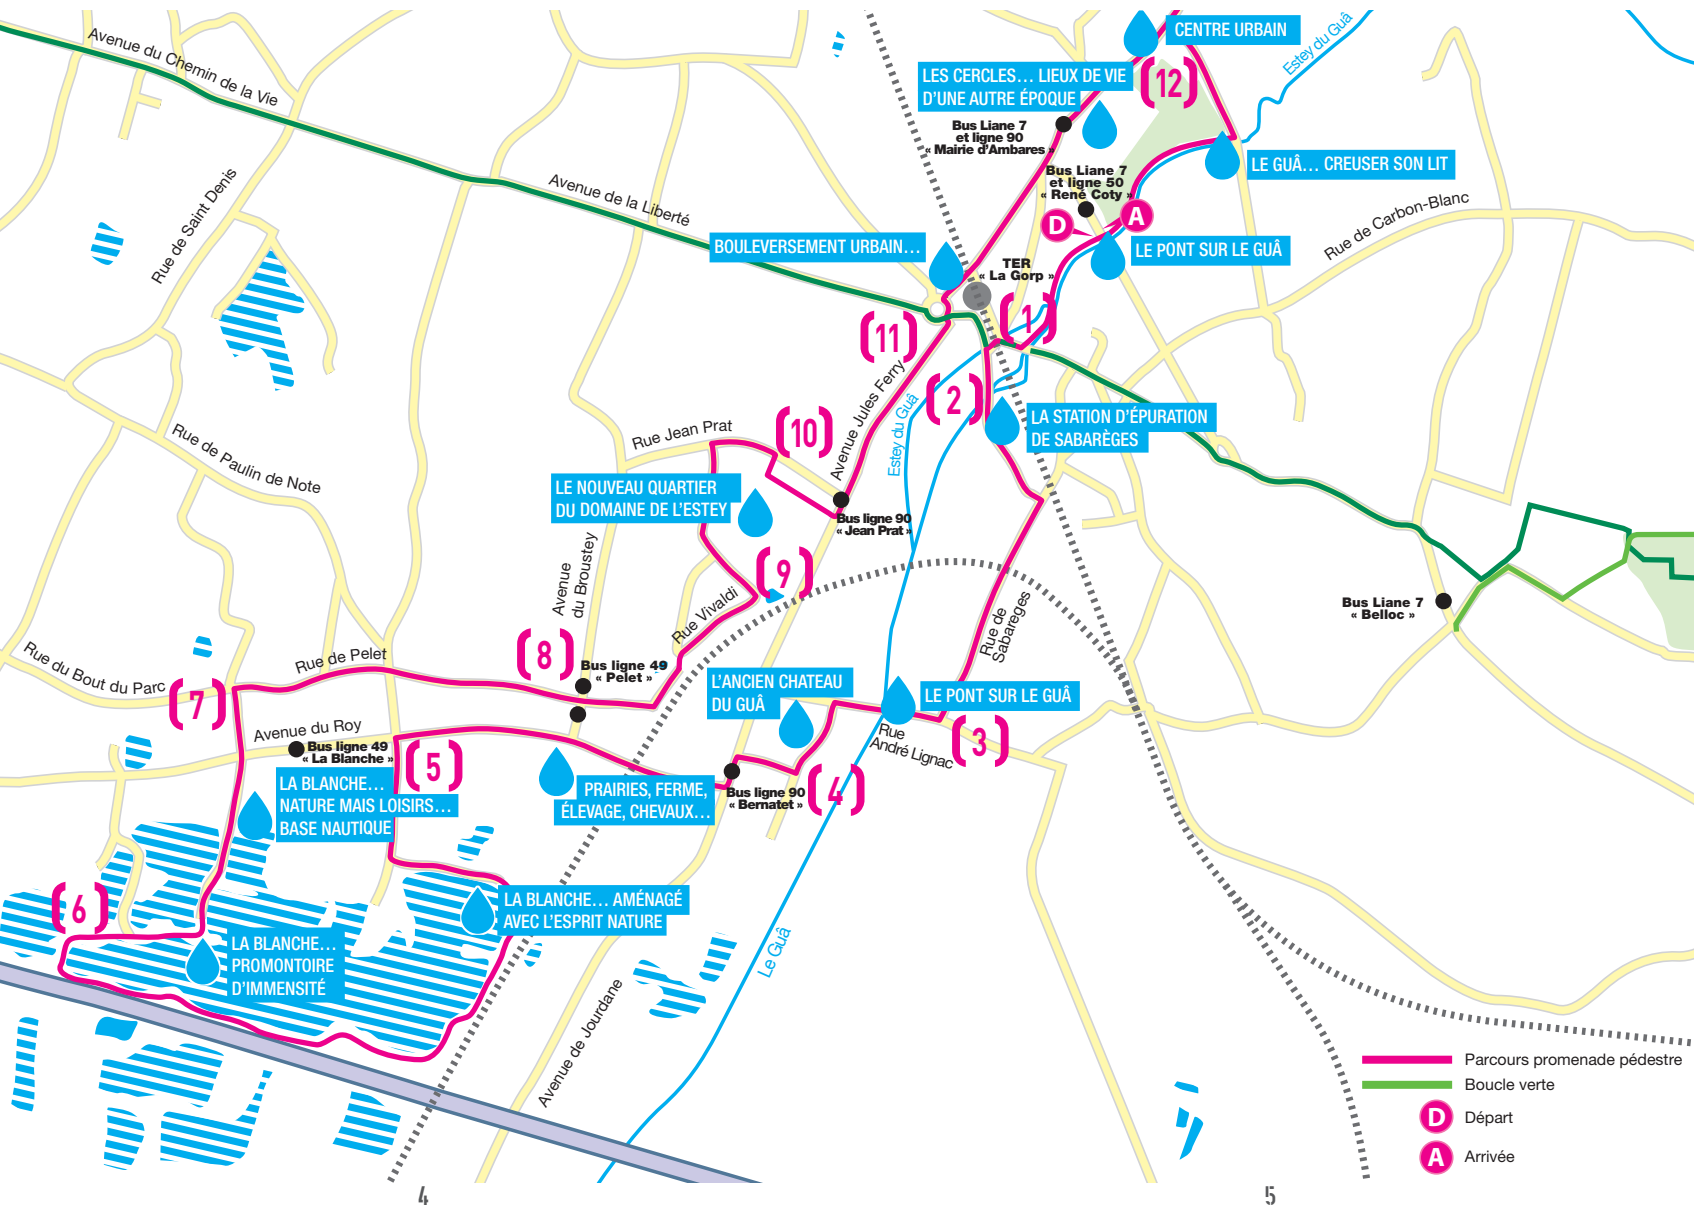 CENTRE URBAIN
Estey du Guâ
Avenue du Chemin de la Vie
LES CERCLES… LIEUX DE VIE
D'UNE AUTRE ÉPOQUE
(12)
Bus Liane 7
et ligne 90
« Mairie d'Ambares »
LE GUÂ… CREUSER SON LIT
Bus Liane 7
et ligne 50
« René Coty »
Rue de Saint Denis
Avenue de la Liberté
D
A
Rue de Carbon-Blanc
BOULEVERSEMENT URBAIN…
LE PONT SUR LE GUÂ
TER
« La Gorp »
(1)
(11)
(2)
Avenue Jules Ferry
Estey du Guâ
LA STATION D'ÉPURATION
DE SABARÈGES
Rue Jean Prat
(10)
Rue de Paulin de Note
LE NOUVEAU QUARTIER
DU DOMAINE DE L'ESTEY
Bus ligne 90
« Jean Prat »
Avenue
du Broustey
(9)
Rue Vivaldi
Rue de
Sabarèges
Bus Liane 7
« Belloc »
Rue du Bout du Parc
Rue de Pelet
(8)
Bus ligne 49
« Pelet »
(7)
L'ANCIEN CHATEAU
DU GUÂ
LE PONT SUR LE GUÂ
Avenue du Roy
Rue
André Lignac
(3)
Bus ligne 49
« La Blanche »
(5)
LA BLANCHE…
NATURE MAIS LOISIRS…
BASE NAUTIQUE
PRAIRIES, FERME,
ÉLEVAGE, CHEVAUX…
Bus ligne 90
« Bernatet »
(4)
(6)
LA BLANCHE… AMÉNAGÉ
AVEC L'ESPRIT NATURE
LA BLANCHE…
PROMONTOIRE
D'IMMENSITÉ
Le Guâ
Avenue de Jourdane
Parcours promenade pédestre
Boucle verte
D Départ
A Arrivée
4
5